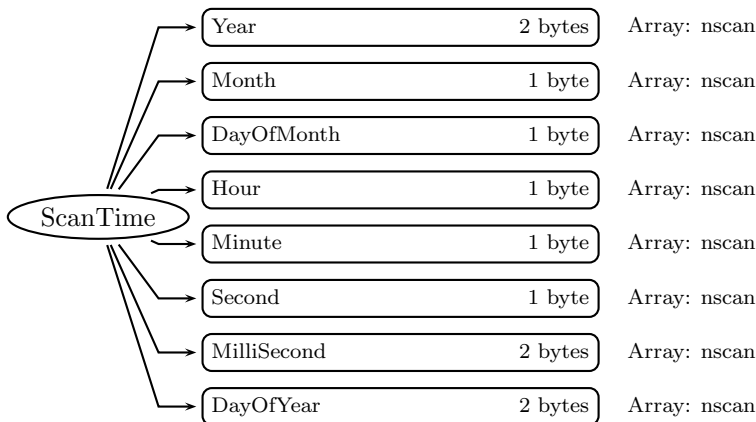 Year 2 bytes Array: nscan
Month 1 byte Array: nscan
DayOfMonth 1 byte Array: nscan
Hour 1 byte Array: nscan
ScanTime
Minute 1 byte Array: nscan
Second 1 byte Array: nscan
MilliSecond 2 bytes Array: nscan
DayOfYear 2 bytes Array: nscan